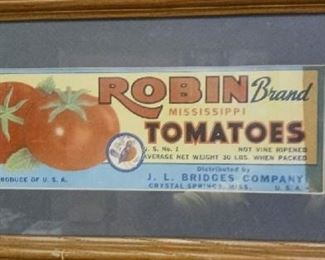 ROBIN Brand
MISSISSIPPI
TOMATOES
U. S. No. 1 NOT VINE RIPENED
AVERAGE NET WEIGHT 30 LBS. WHEN PACKED
Distributed by
PRODUCE OF U. S. A.
J. L. BRIDGES COMPANY
CRYSTAL SPRINGS, MISS. U. S. A.